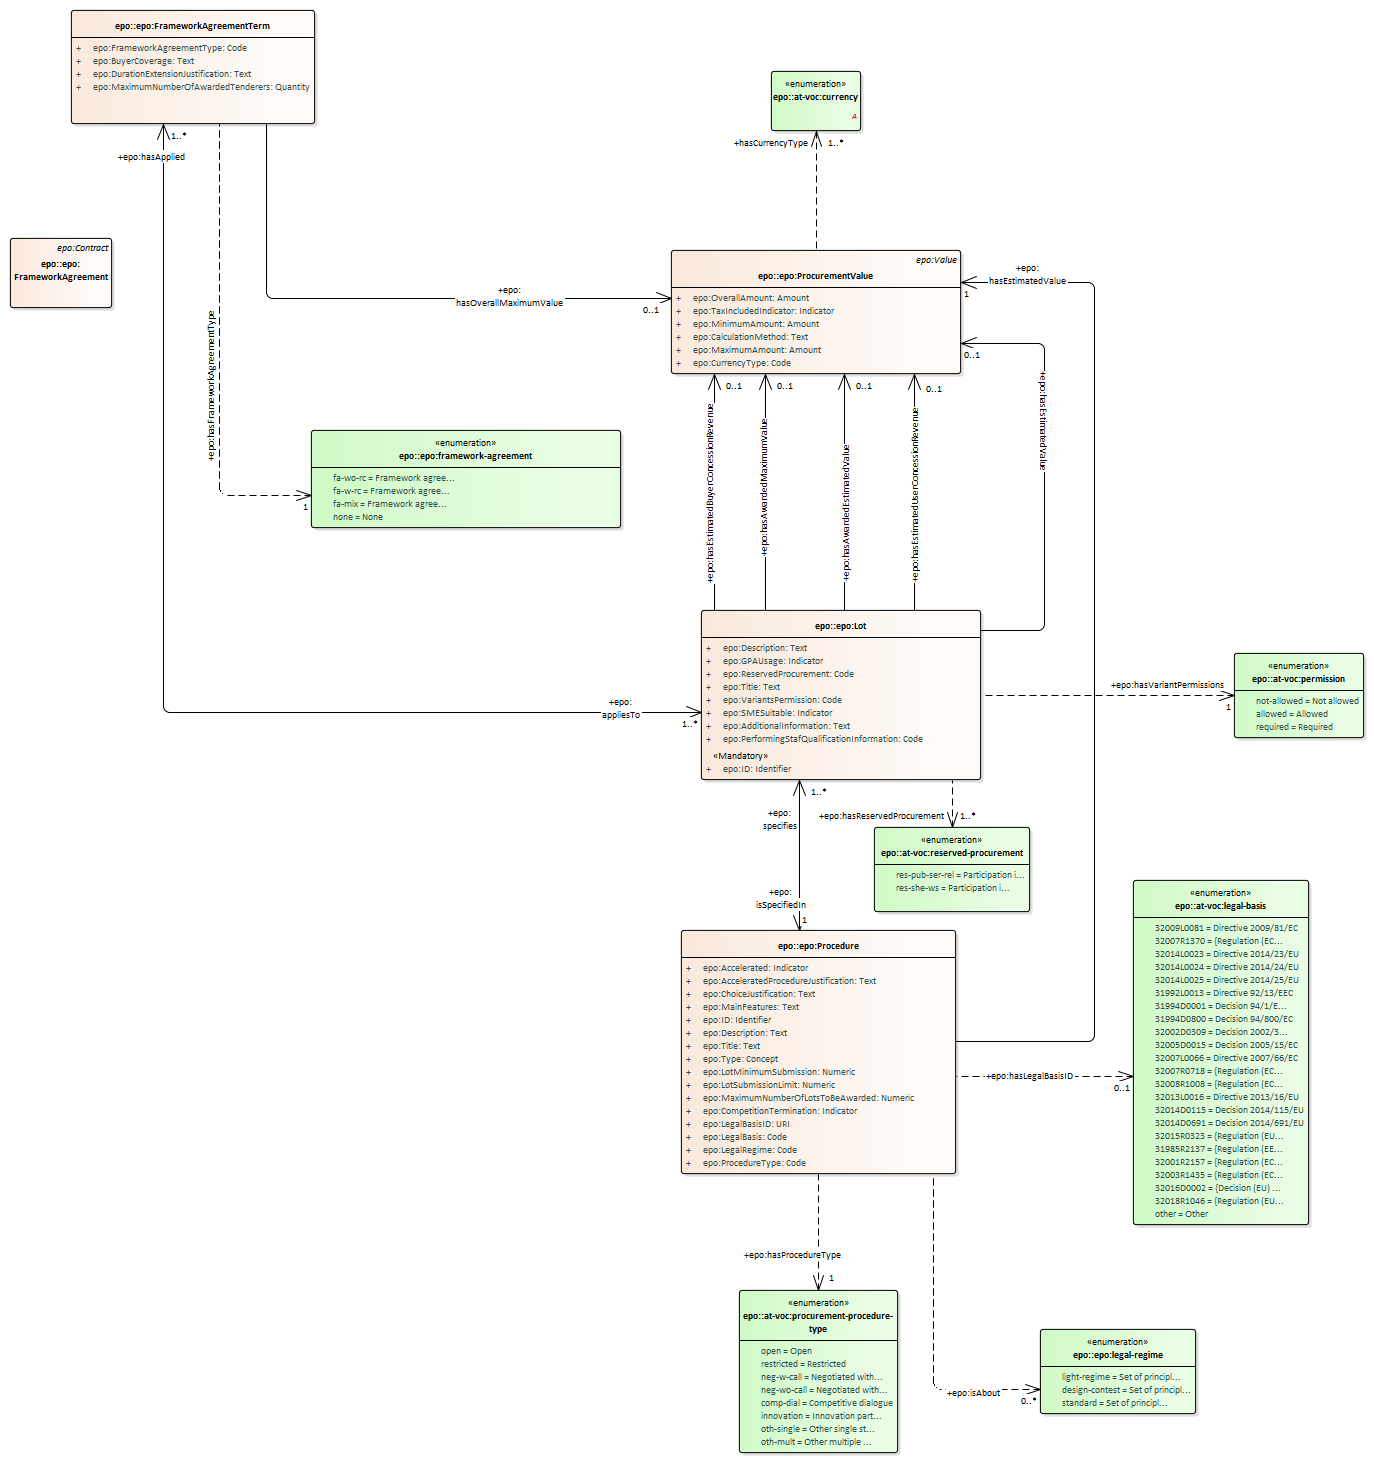 epo::epo:FrameworkAgreementTerm
+ epo:FrameworkAgreementType: Code
+ epo:BuyerCoverage: Text
+ epo:DurationExtensionJustification: Text
+ epo:MaximumNumberOfAwardedTenderers: Quantity
«enumeration»
epo::at-voc:currency
A
+hasCurrencyType
1..*
1..*
+epo:hasApplied
epo:Contract
epo::epo:
FrameworkAgreement
+epo:hasFrameworkAgreementType
1
+epo:
hasOverallMaximumValue
0..1
epo:Value
epo::epo:ProcurementValue
+ epo:OverallAmount: Amount
+ epo:TaxIncludedIndicator: Indicator
+ epo:MinimumAmount: Amount
+ epo:CalculationMethod: Text
+ epo:MaximumAmount: Amount
+ epo:CurrencyType: Code
+epo:
hasEstimatedValue
1
0..1
+epo:hasEstimatedValue
0..1
0..1
0..1
0..1
+epo:hasEstimatedBuyerConcessionRevenue
+epo:hasAwardedMaximumValue
+epo:hasAwardedEstimatedValue
+epo:hasEstimatedUserConcessionRevenue
«enumeration»
epo::epo:framework-agreement
fa-wo-rc = Framework agree...
fa-w-rc = Framework agree...
fa-mix = Framework agree...
none = None
epo::epo:Lot
+ epo:Description: Text
+ epo:GPAUsage: Indicator
+ epo:ReservedProcurement: Code
+ epo:Title: Text
+ epo:VariantsPermission: Code
+ epo:SMESuitable: Indicator
+ epo:AdditionalInformation: Text
+ epo:PerformingStafQualificationInformation: Code
«Mandatory»
+ epo:ID: Identifier
+epo:
appliesTo
1..*
+epo:hasVariantPermissions
1
«enumeration»
epo::at-voc:permission
not-allowed = Not allowed
allowed = Allowed
required = Required
1..*
+epo:
specifies
+epo:
isSpecifiedIn
1
+epo:hasReservedProcurement
1..*
«enumeration»
epo::at-voc:reserved-procurement
res-pub-ser-rel = Participation i...
res-she-ws = Participation i...
epo::epo:Procedure
+ epo:Accelerated: Indicator
+ epo:AcceleratedProcedureJustification: Text
+ epo:ChoiceJustification: Text
+ epo:MainFeatures: Text
+ epo:ID: Identifier
+ epo:Description: Text
+ epo:Title: Text
+ epo:Type: Concept
+ epo:LotMinimumSubmission: Numeric
+ epo:LotSubmissionLimit: Numeric
+ epo:MaximumNumberOfLotsToBeAwarded: Numeric
+ epo:CompetitionTermination: Indicator
+ epo:LegalBasisID: URI
+ epo:LegalBasis: Code
+ epo:LegalRegime: Code
+ epo:ProcedureType: Code
+epo:hasLegalBasisID
0..1
«enumeration»
epo::at-voc:legal-basis
32009L0081 = Directive 2009/81/EC
32007R1370 = {Regulation (EC...
32014L0023 = Directive 2014/23/EU
32014L0024 = Directive 2014/24/EU
32014L0025 = Directive 2014/25/EU
31992L0013 = Directive 92/13/EEC
31994D0001 = Decision 94/1/E...
31994D0800 = Decision 94/800/EC
32002D0309 = Decision 2002/3...
32005D0015 = Decision 2005/15/EC
32007L0066 = Directive 2007/66/EC
32007R0718 = {Regulation (EC...
32008R1008 = {Regulation (EC...
32013L0016 = Directive 2013/16/EU
32014D0115 = Decision 2014/115/EU
32014D0691 = Decision 2014/691/EU
32015R0323 = {Regulation (EU...
31985R2137 = {Regulation (EE...
32001R2157 = {Regulation (EC...
32003R1435 = {Regulation (EC...
32016D0002 = {Decision (EU) ...
32018R1046 = {Regulation (EU...
other = Other
+epo:hasProcedureType
1
«enumeration»
epo::at-voc:procurement-procedure-
type
open = Open
restricted = Restricted
neg-w-call = Negotiated with...
neg-wo-call = Negotiated with...
comp-dial = Competitive dialogue
innovation = Innovation part...
oth-single = Other single st...
oth-mult = Other multiple ...
+epo:isAbout
0..*
«enumeration»
epo::epo:legal-regime
light-regime = Set of principl...
design-contest = Set of principl...
standard = Set of principl...